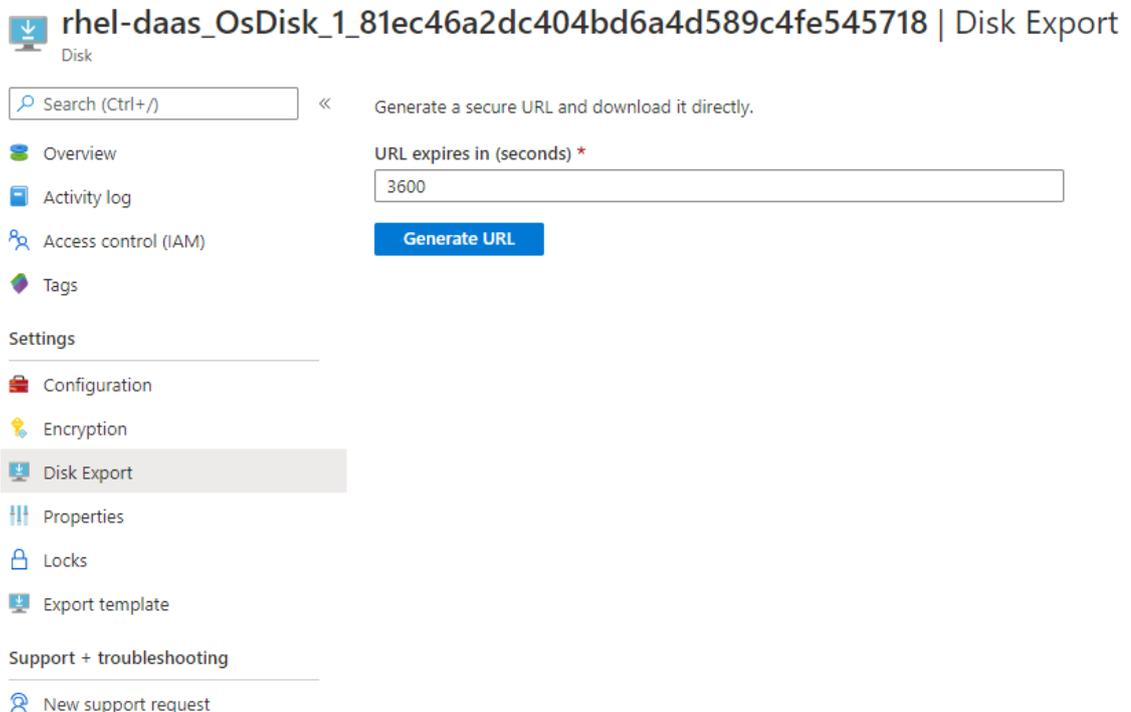 rhel-daas_OsDisk_1_81ec46a2dc404bd6a4d589c4fe545718 | Disk Export
Disk
Search (Ctrl+/)
«
Overview
Activity log
Access control (IAM)
Tags
Settings
Configuration
Encryption
Disk Export
Properties
Locks
Export template
Support + troubleshooting
New support request
Generate a secure URL and download it directly.
URL expires in (seconds) *
3600
Generate URL